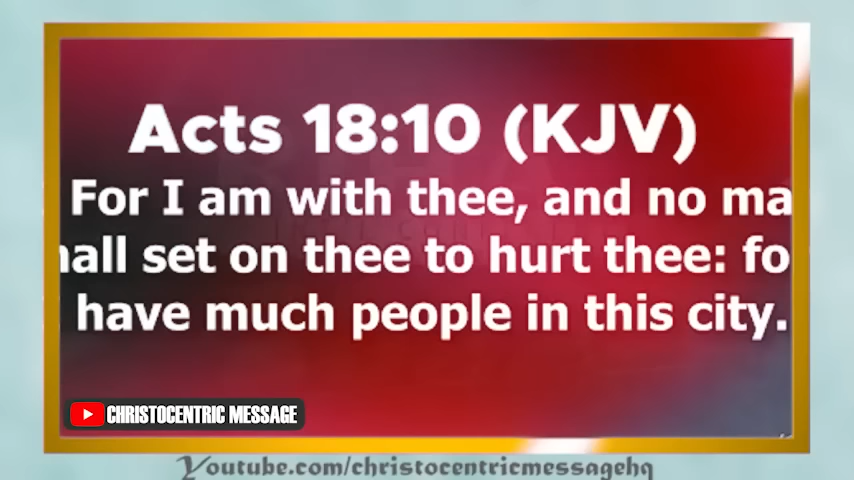 Acts 18:10 (KJV)
For I am with thee, and no ma
hall set on thee to hurt thee: fo
have much people in this city.
CHRISTOCENTRIC MESSAGE
Youtube.com/christocentricmessagehq